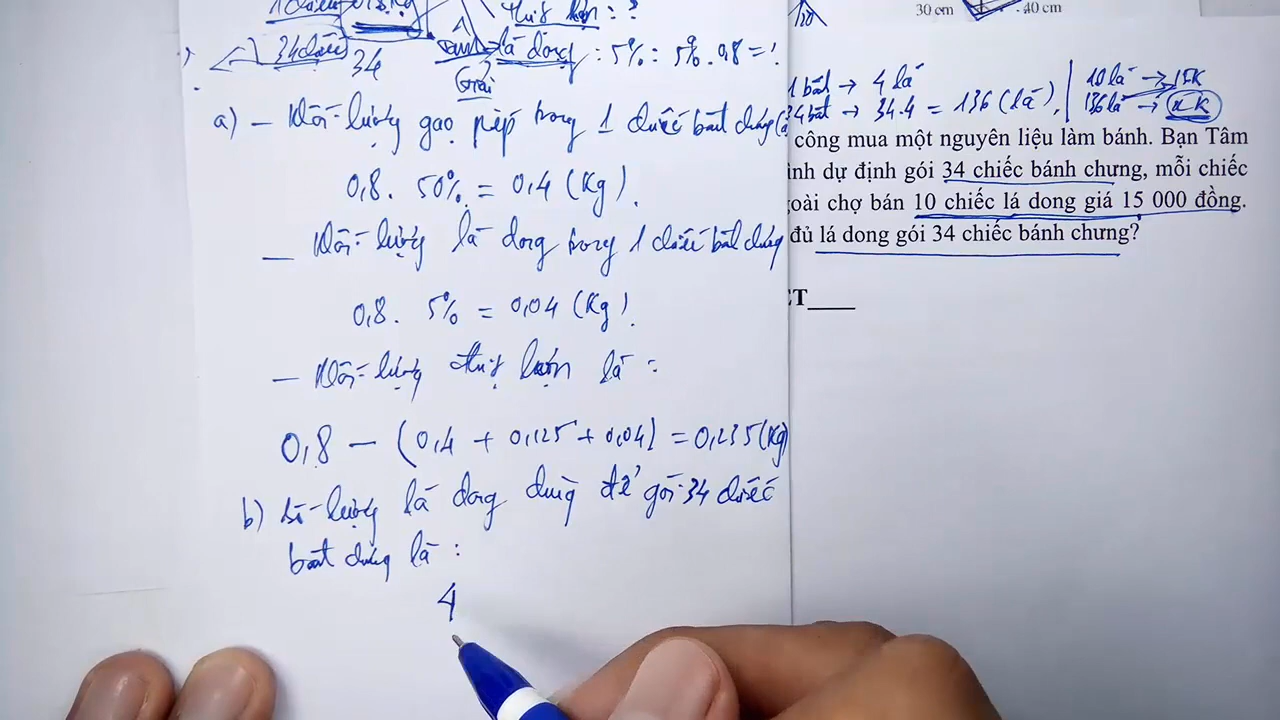 34 chiếc
34
thịt lợn : ?
lá dong : 5% : 5% . 0,8 = ?
Giải
a) – Khối lượng gạo nếp trong 1 chiếc bánh chưng
0,8 . 50% = 0,4 (Kg).
– Khối lượng lá dong trong 1 chiếc bánh chưng
0,8 . 5% = 0,04 (Kg).
– Khối lượng thịt lợn là :
0,8 – (0,4 + 0,125 + 0,04) = 0,235 (Kg)
b) Số lượng lá dong dùng để gói 34 chiếc
bánh chưng là :
4
30 cm 40 cm
1 bánh → 4 lá
34 bánh → 34.4 = 136 (lá).
10 lá → 15K
136 lá → x K
công mua một nguyên liệu làm bánh. Bạn Tâm
dự định gói 34 chiếc bánh chưng, mỗi chiếc
chợ bán 10 chiếc lá dong giá 15 000 đồng.
đủ lá dong gói 34 chiếc bánh chưng?